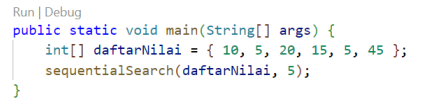 Run | Debug
public static void main(String[] args) {
    int[] daftarNilai = { 10, 5, 20, 15, 5, 45 };
    sequentialSearch(daftarNilai, 5);
}